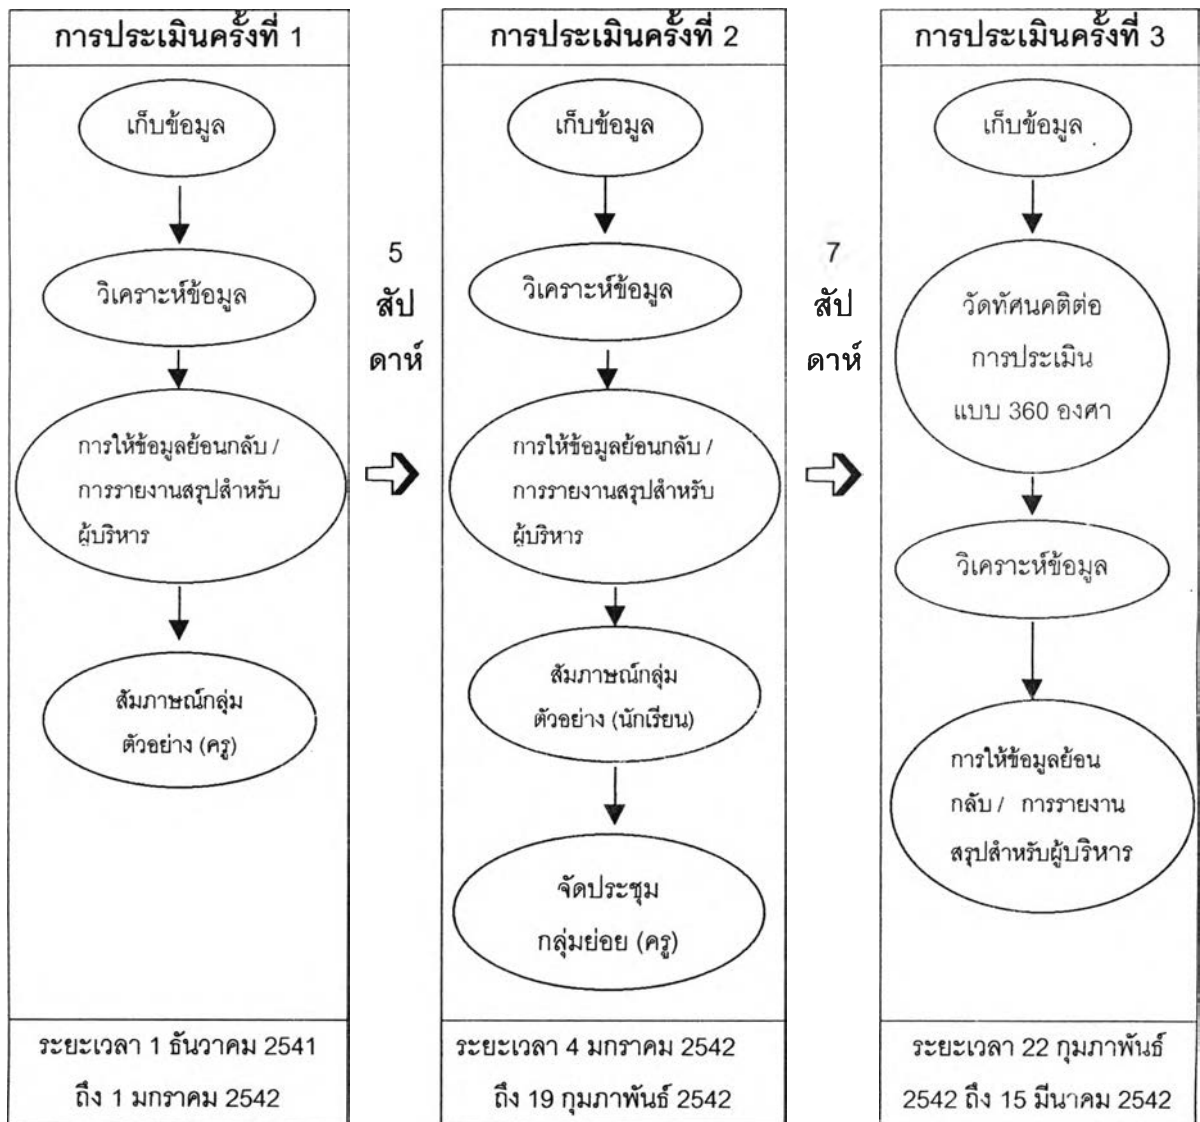 การประเมินครั้งที่ 1
เก็บข้อมูล
วิเคราะห์ข้อมูล
การให้ข้อมูลย้อนกลับ /
การรายงานสรุปสำหรับ
ผู้บริหาร
สัมภาษณ์กลุ่ม
ตัวอย่าง (ครู)
ระยะเวลา 1 ธันวาคม 2541
ถึง 1 มกราคม 2542
5
สัป
ดาห์
การประเมินครั้งที่ 2
เก็บข้อมูล
วิเคราะห์ข้อมูล
การให้ข้อมูลย้อนกลับ /
การรายงานสรุปสำหรับ
ผู้บริหาร
สัมภาษณ์กลุ่ม
ตัวอย่าง (นักเรียน)
จัดประชุม
กลุ่มย่อย (ครู)
ระยะเวลา 4 มกราคม 2542
ถึง 19 กุมภาพันธ์ 2542
7
สัป
ดาห์
การประเมินครั้งที่ 3
เก็บข้อมูล
วัดทัศนคติต่อ
การประเมิน
แบบ 360 องศา
วิเคราะห์ข้อมูล
การให้ข้อมูลย้อน
กลับ / การรายงาน
สรุปสำหรับผู้บริหาร
ระยะเวลา 22 กุมภาพันธ์
2542 ถึง 15 มีนาคม 2542